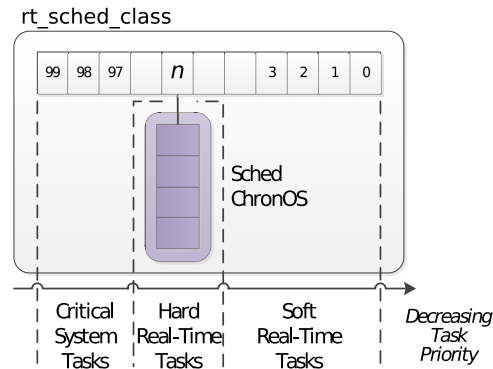 rt_sched_class
99 98 97 n 3 2 1 0
Sched
ChronOS
Critical
System
Tasks
Hard
Real-Time
Tasks
Soft
Real-Time
Tasks
Decreasing
Task
Priority